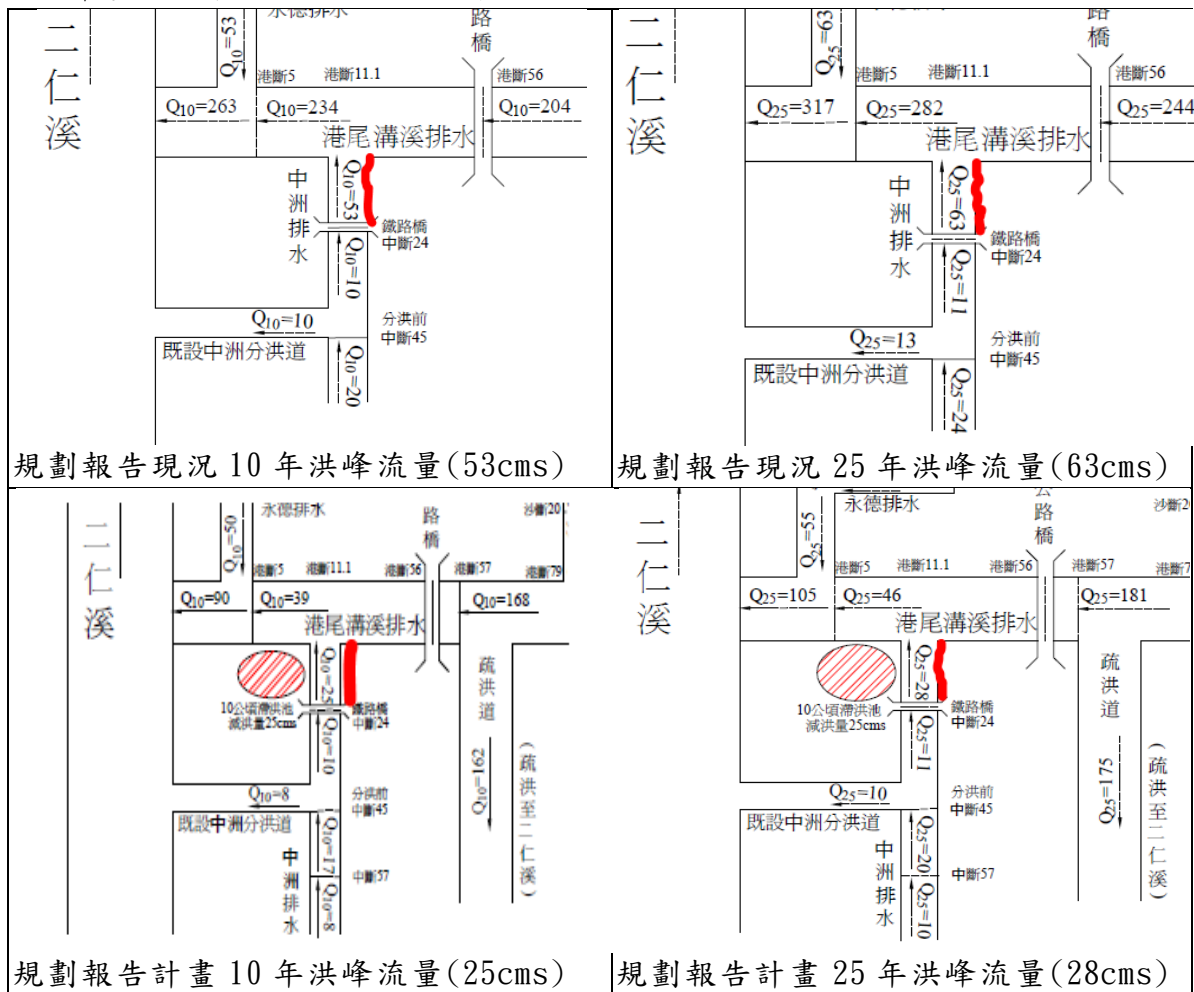 二仁溪
永德排水
Q10=53
港斷5
港斷11.1
路橋
港斷56
Q10=263
Q10=234
Q10=204
港尾溝溪排水
中洲排水
Q10=53
鐵路橋
中斷24
Q10=10
Q10=10
分洪前
中斷45
既設中洲分洪道
Q10=20
規劃報告現況 10 年洪峰流量(53cms)
二仁溪
Q25=63
港斷5
港斷11.1
路橋
港斷56
Q25=317
Q25=282
Q25=244
港尾溝溪排水
中洲排水
Q25=63
鐵路橋
中斷24
Q25=11
Q25=13
分洪前
中斷45
既設中洲分洪道
Q25=24
規劃報告現況 25 年洪峰流量(63cms)
二仁溪
永德排水
Q10=50
路橋
港斷5
港斷11.1
港斷56
港斷57
港斷79
Q10=90
Q10=39
Q10=168
港尾溝溪排水
Q10=25
10公頃滯洪池
減洪量25cms
鐵路橋
中斷24
Q10=10
疏洪道
Q10=162
(疏洪至二仁溪)
Q10=8
分洪前
中斷45
既設中洲分洪道
Q10=17
中洲排水
中斷57
Q10=8
規劃報告計畫 10 年洪峰流量(25cms)
二仁溪
永德排水
Q25=55
公路橋
港斷5
港斷11.1
港斷56
港斷57
Q25=105
Q25=46
Q25=181
港尾溝溪排水
Q25=28
10公頃滯洪池
減洪量25cms
鐵路橋
中斷24
Q25=11
疏洪道
Q25=175
(疏洪至二仁溪)
Q25=10
分洪前
中斷45
既設中洲分洪道
Q25=20
中洲排水
中斷57
Q25=10
規劃報告計畫 25 年洪峰流量(28cms)